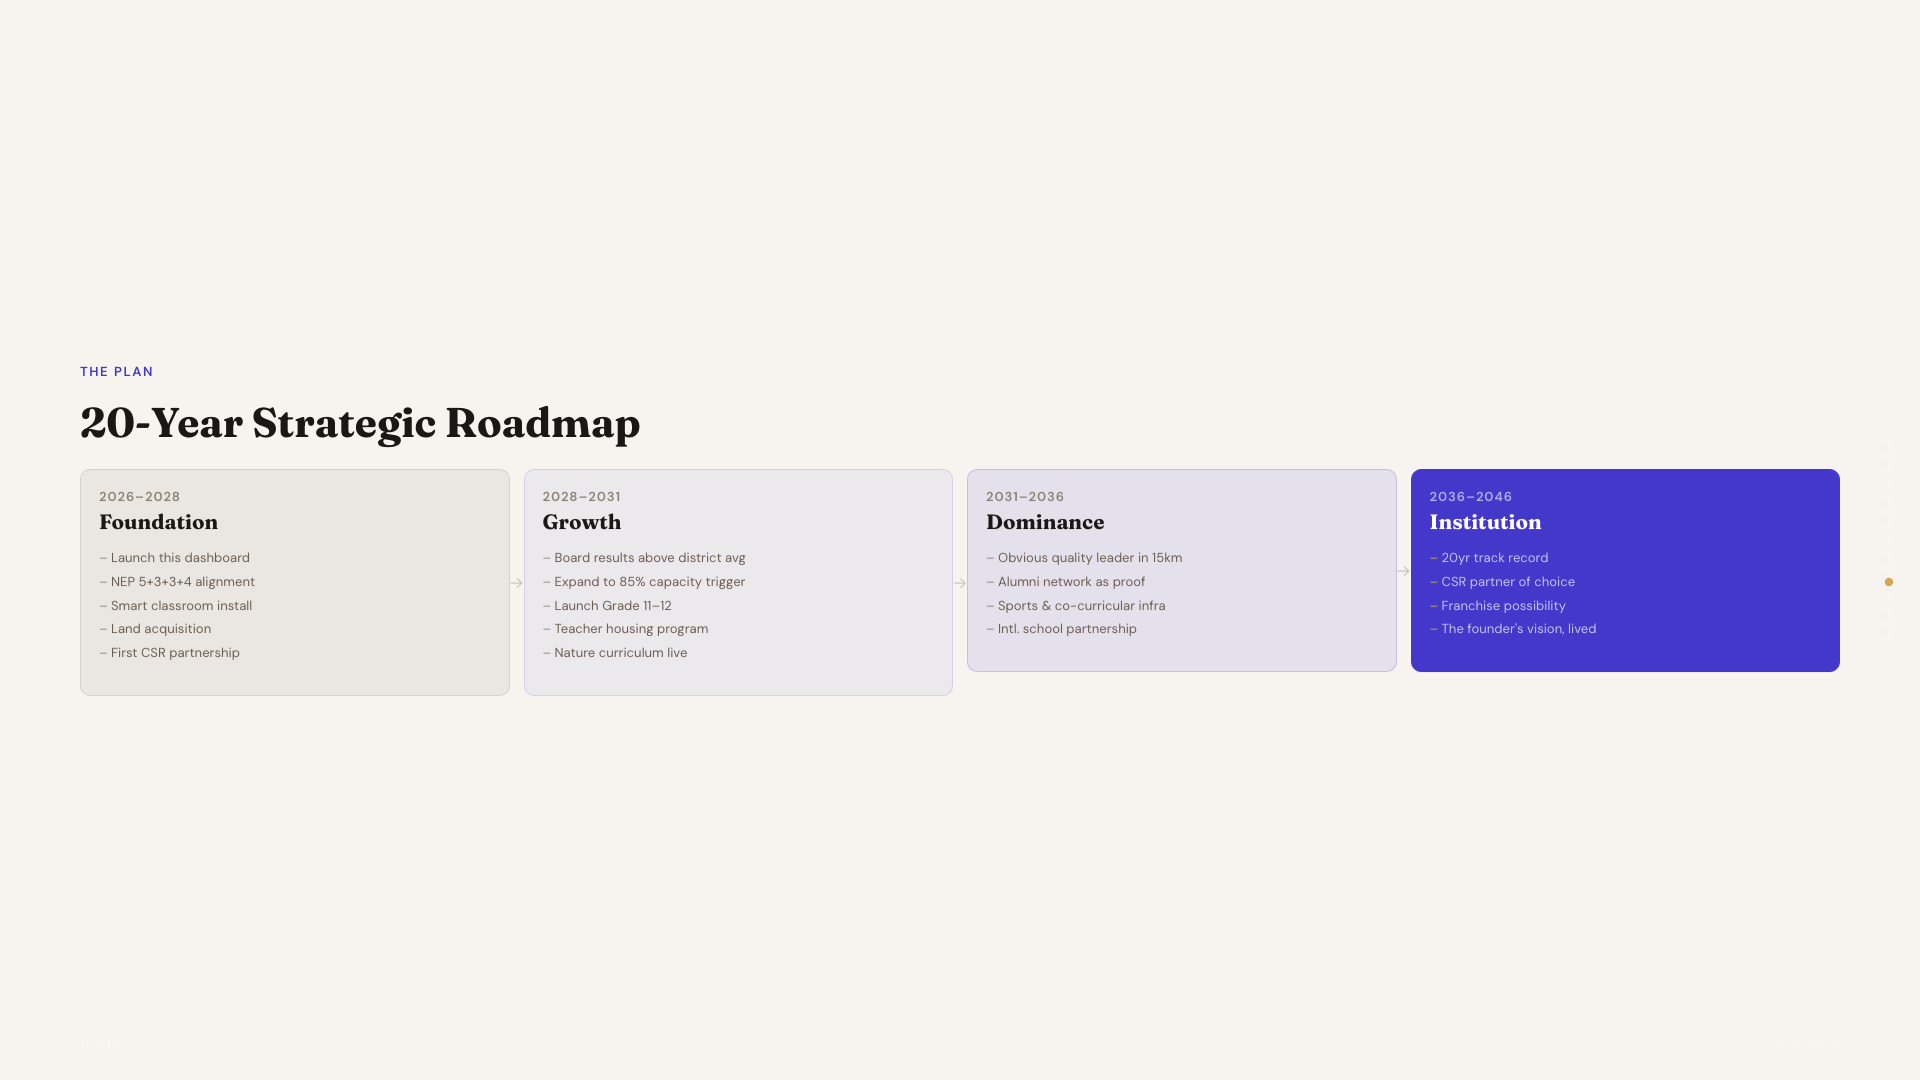 THE PLAN
20-Year Strategic Roadmap
2026–2028
Foundation
– Launch this dashboard
– NEP 5+3+3+4 alignment
– Smart classroom install
– Land acquisition
– First CSR partnership
→
2028–2031
Growth
– Board results above district avg
– Expand to 85% capacity trigger
– Launch Grade 11–12
– Teacher housing program
– Nature curriculum live
→
2031–2036
Dominance
– Obvious quality leader in 15km
– Alumni network as proof
– Sports & co-curricular infra
– Intl. school partnership
→
2036–2046
Institution
– 20yr track record
– CSR partner of choice
– Franchise possibility
– The founder's vision, lived